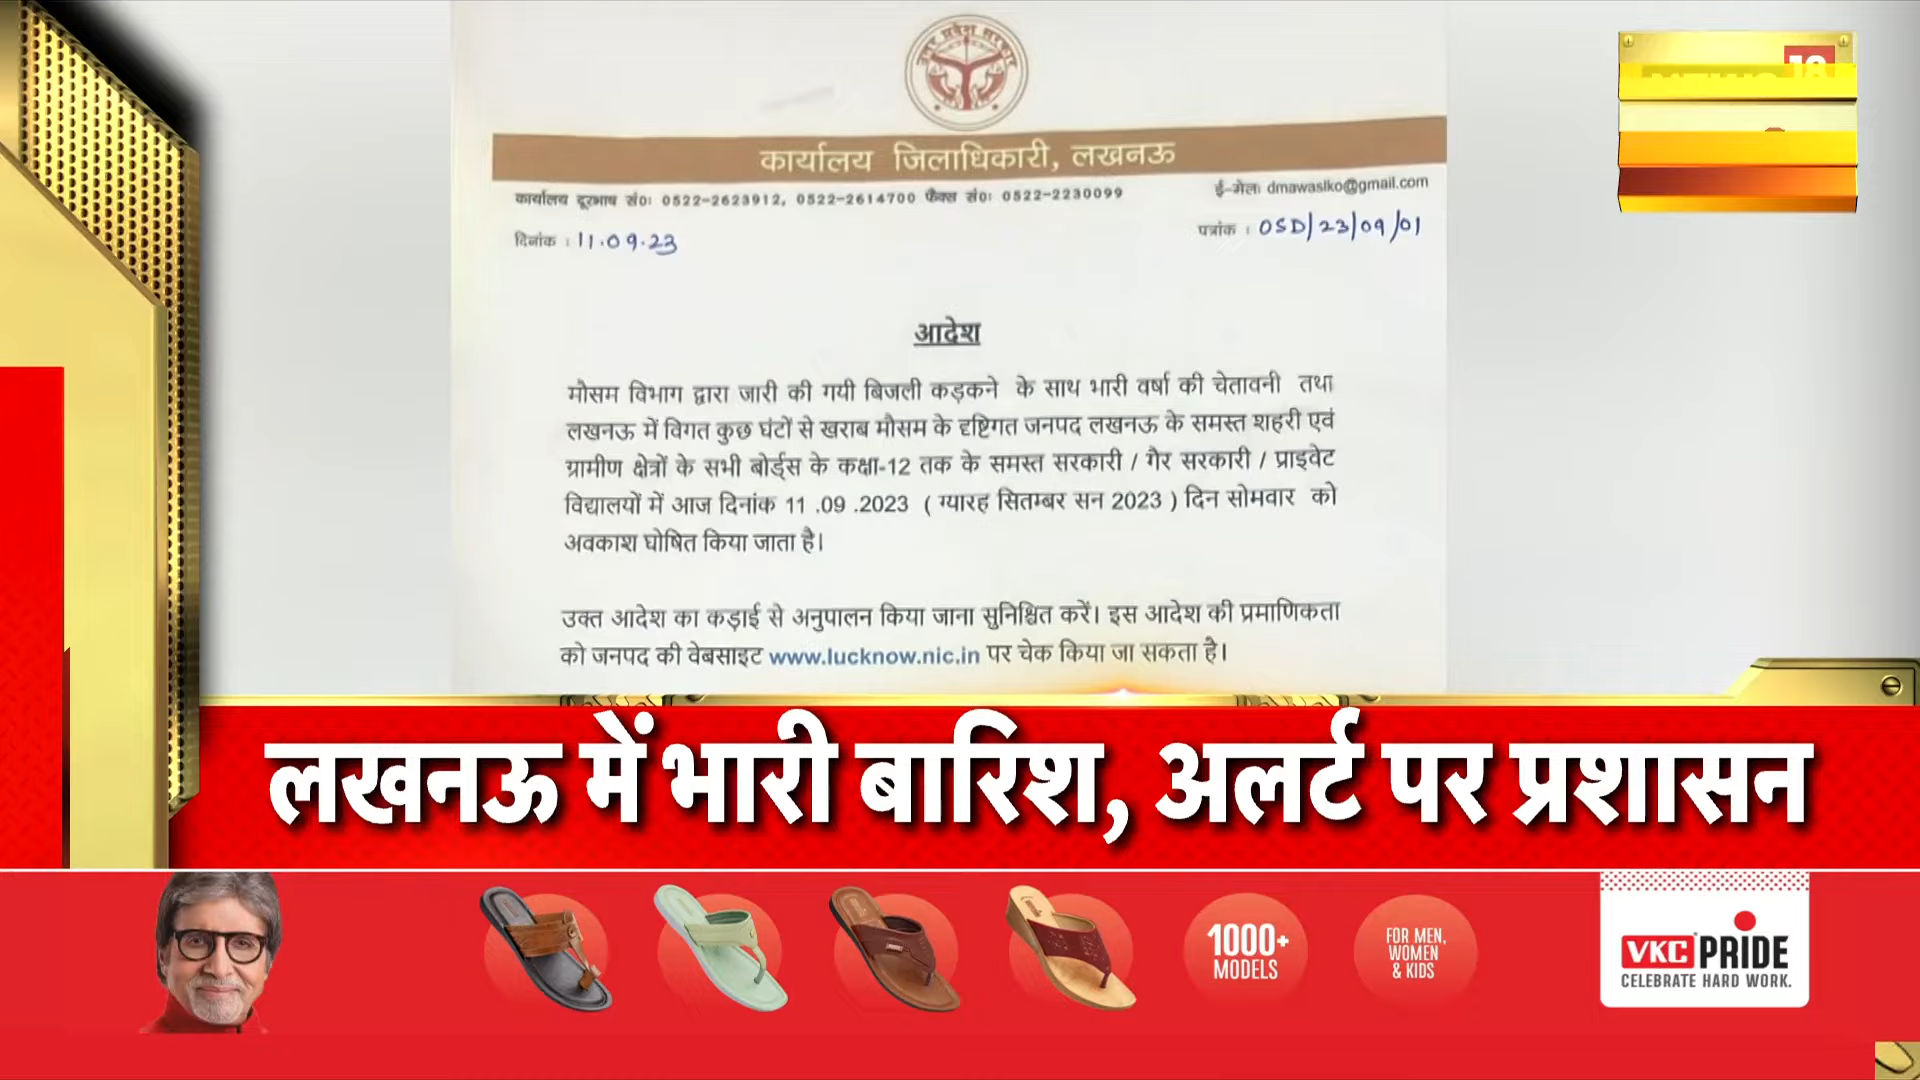 उत्तर प्रदेश सरकार
18
कार्यालय जिलाधिकारी, लखनऊ
कार्यालय दूरभाष सं0: 0522-2623912, 0522-2614700 फैक्स सं0: 0522-2230099
ई-मेल: dmawaslko@gmail.com
दिनांक : 11.09.23
पत्रांक : OSD/23/09/01
आदेश
मौसम विभाग द्वारा जारी की गयी बिजली कड़कने के साथ भारी वर्षा की चेतावनी तथा
लखनऊ में विगत कुछ घंटों से खराब मौसम के दृष्टिगत जनपद लखनऊ के समस्त शहरी एवं
ग्रामीण क्षेत्रों के सभी बोर्ड्स के कक्षा-12 तक के समस्त सरकारी / गैर सरकारी / प्राइवेट
विद्यालयों में आज दिनांक 11 .09 .2023 ( ग्यारह सितम्बर सन 2023 ) दिन सोमवार को
अवकाश घोषित किया जाता है।
उक्त आदेश का कड़ाई से अनुपालन किया जाना सुनिश्चित करें। इस आदेश की प्रमाणिकता
को जनपद की वेबसाइट www.lucknow.nic.in पर चेक किया जा सकता है।
लखनऊ में भारी बारिश, अलर्ट पर प्रशासन
1000+
MODELS
FOR MEN,
WOMEN
& KIDS
VKC PRIDE
CELEBRATE HARD WORK.